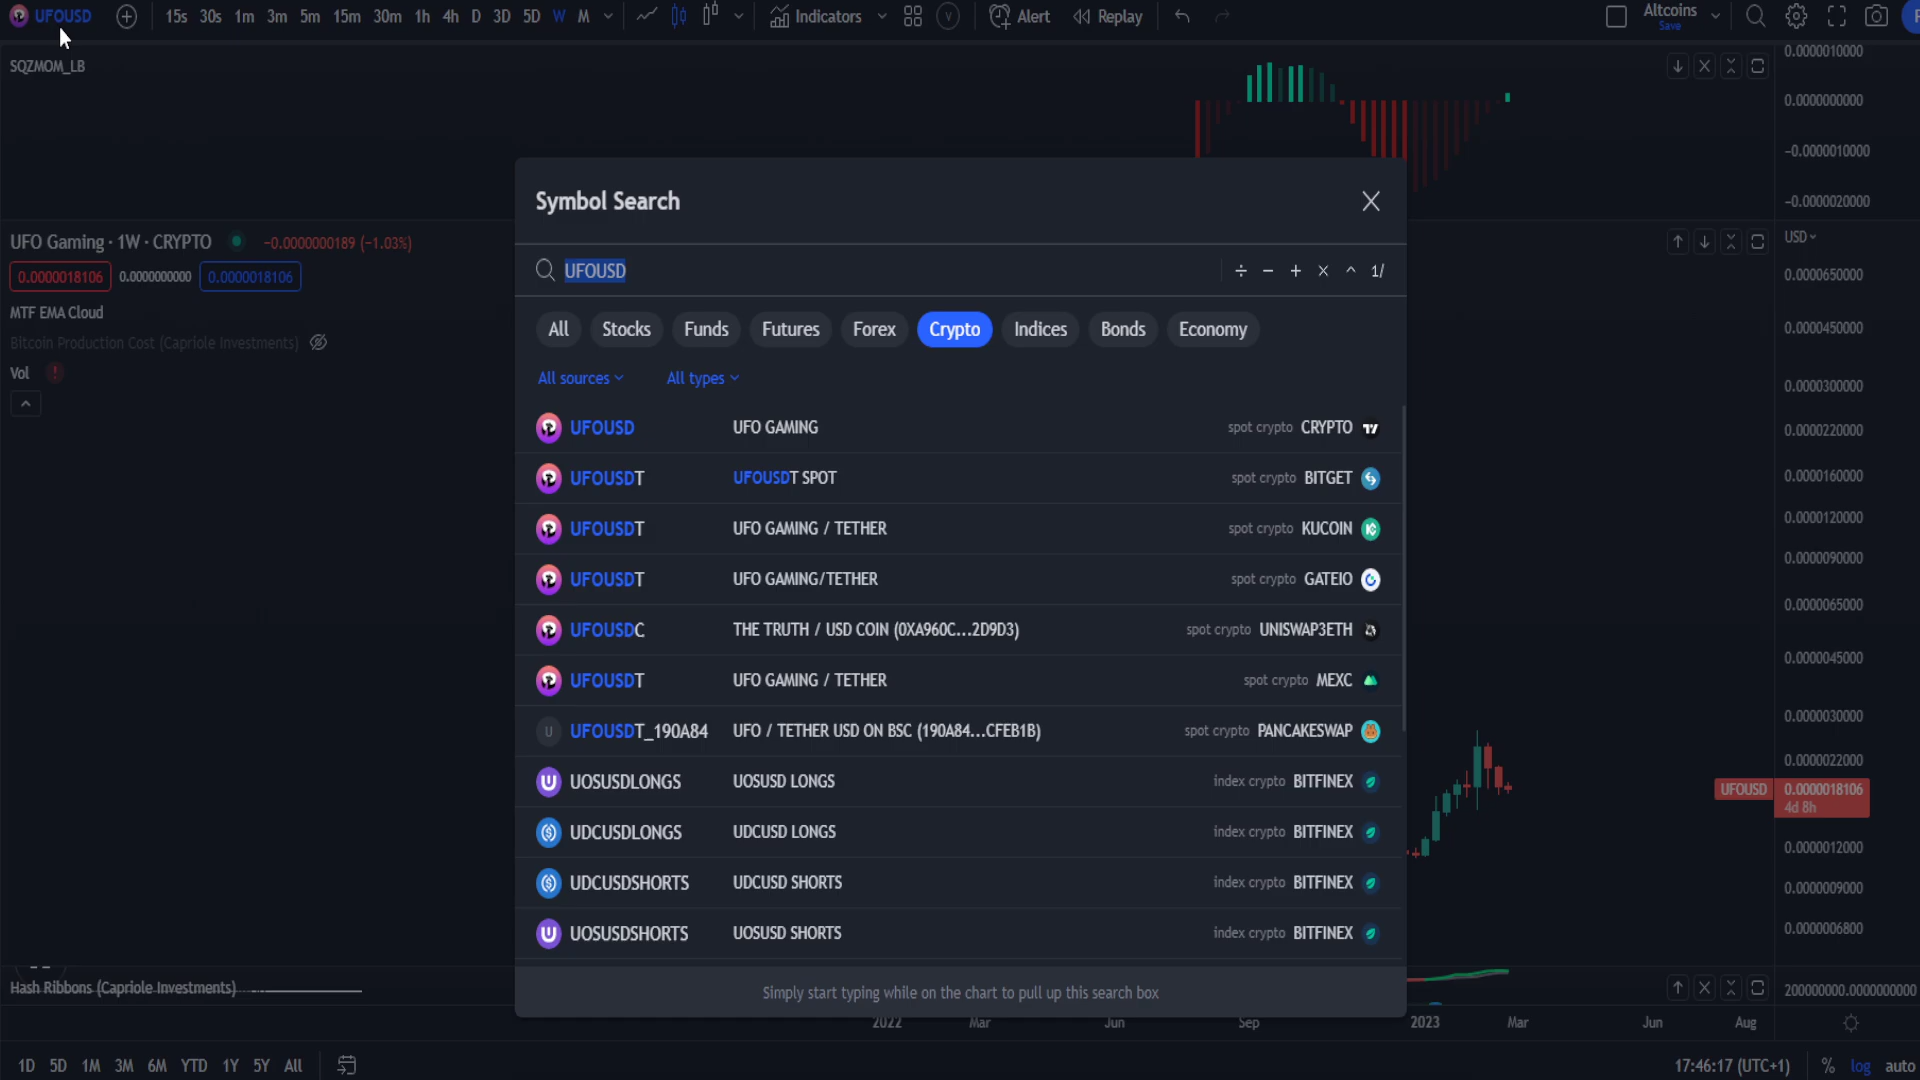 UFOUSD 15s 30s 1m 3m 5m 15m 30m 1h 4h D 3D 5D W M Indicators V Alert Replay Altcoins
Save
SQZMOM_LB
0.0000010000
0.0000000000
−0.0000010000
−0.0000020000
UFO Gaming · 1W · CRYPTO −0.0000000189 (−1.03%)
0.0000018106 0.0000000000 0.0000018106
MTF EMA Cloud
Bitcoin Production Cost (Capriole Investments)
Vol !
USD
0.0000650000
0.0000450000
0.0000300000
0.0000220000
0.0000160000
0.0000120000
0.0000090000
0.0000065000
0.0000045000
0.0000030000
0.0000022000
UFOUSD 0.0000018106
4d 8h
0.0000012000
0.0000009000
0.0000006800
Symbol Search
UFOUSD ÷ − + × ^ 1/
All Stocks Funds Futures Forex Crypto Indices Bonds Economy
All sources All types
UFOUSD UFO GAMING spot crypto CRYPTO
UFOUSDT UFOUSDT SPOT spot crypto BITGET
UFOUSDT UFO GAMING / TETHER spot crypto KUCOIN
UFOUSDT UFO GAMING/TETHER spot crypto GATEIO
UFOUSDC THE TRUTH / USD COIN (0XA960C...2D9D3) spot crypto UNISWAP3ETH
UFOUSDT UFO GAMING / TETHER spot crypto MEXC
U UFOUSDT_190A84 UFO / TETHER USD ON BSC (190A84...CFEB1B) spot crypto PANCAKESWAP
UOSUSDLONGS UOSUSD LONGS index crypto BITFINEX
UDCUSDLONGS UDCUSD LONGS index crypto BITFINEX
UDCUSDSHORTS UDCUSD SHORTS index crypto BITFINEX
UOSUSDSHORTS UOSUSD SHORTS index crypto BITFINEX
Simply start typing while on the chart to pull up this search box
Hash Ribbons (Capriole Investments)
200000000.0000000000
2022 Mar Jun Sep 2023 Mar Jun Aug
1D 5D 1M 3M 6M YTD 1Y 5Y All 17:46:17 (UTC+1) % log auto